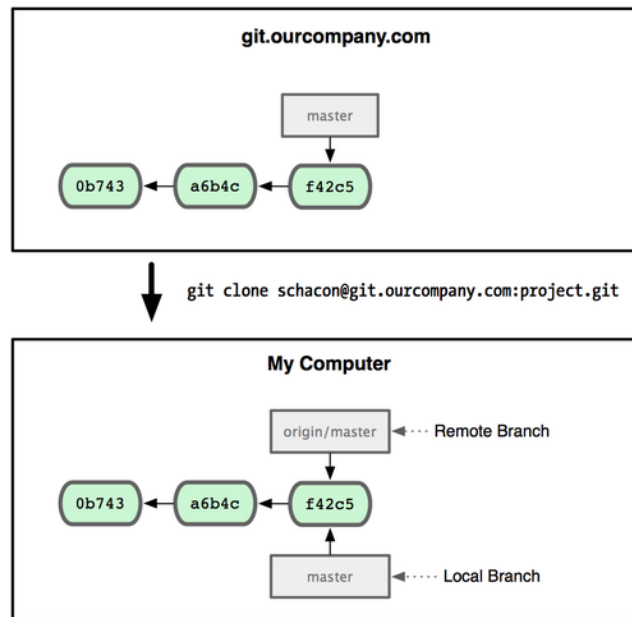 git.ourcompany.com
master
0b743 a6b4c f42c5
git clone schacon@git.ourcompany.com:project.git
My Computer
origin/master Remote Branch
0b743 a6b4c f42c5
master Local Branch